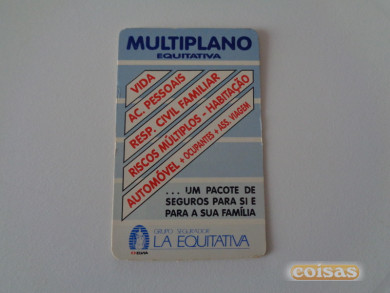 MULTIPLANO
EQUITATIVA
VIDA
AC. PESSOAIS
RESP. CIVIL FAMILIAR
RISCOS MÚLTIPLOS - HABITAÇÃO
AUTOMÓVEL + OCUPANTES + ASS. VIAGEM
... UM PACOTE DE
SEGUROS PARA SI E
PARA A SUA FAMÍLIA
GRUPO SEGURADOR
LA EQUITATIVA
coisas